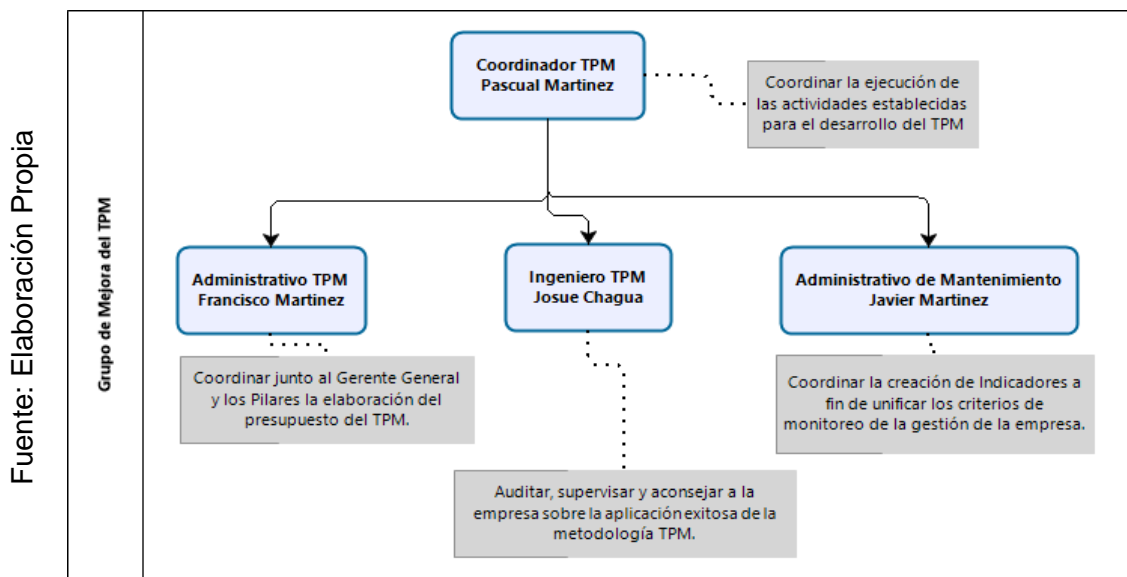 Fuente: Elaboración Propia
Grupo de Mejora del TPM
Coordinador TPM
Pascual Martinez
Coordinar la ejecución de
las actividades establecidas
para el desarrollo del TPM
Administrativo TPM
Francisco Martinez
Coordinar junto al Gerente General
y los Pilares la elaboración del
presupuesto del TPM.
Ingeniero TPM
Josue Chagua
Auditar, supervisar y aconsejar a la
empresa sobre la aplicación exitosa de la
metodología TPM.
Administrativo de Mantenimiento
Javier Martinez
Coordinar la creación de Indicadores a
fin de unificar los criterios de
monitoreo de la gestión de la empresa.